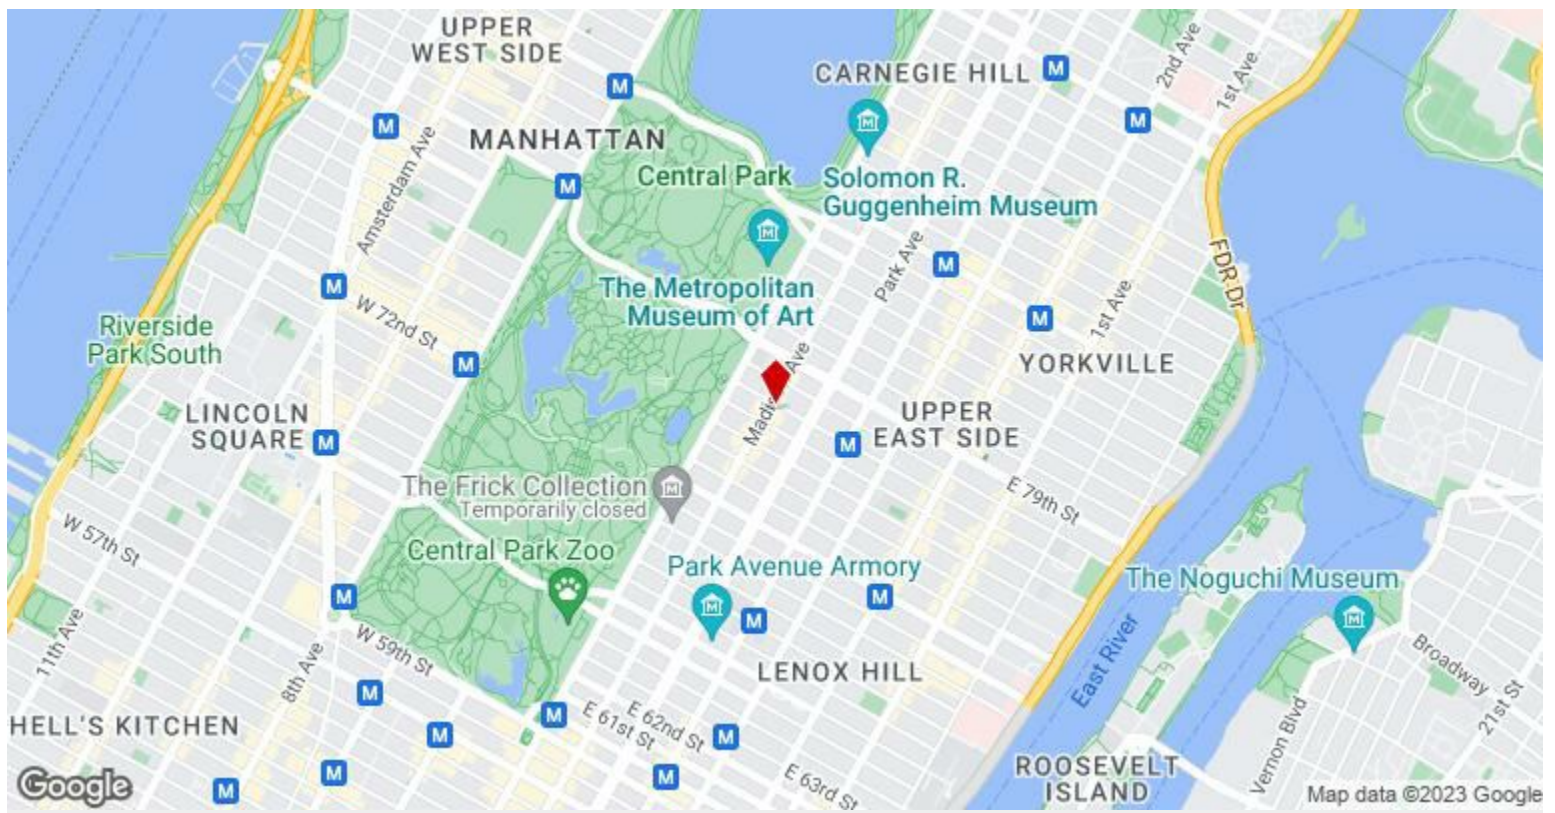 UPPER
WEST SIDE
CARNEGIE HILL
2nd Ave
1st Ave
MANHATTAN
Amsterdam Ave
Central Park
Solomon R.
Guggenheim Museum
Park Ave
FDR Dr
The Metropolitan
Museum of Art
W 72nd St
1st Ave
Riverside
Park South
YORKVILLE
Madis
Ave
LINCOLN
SQUARE
UPPER
EAST SIDE
The Frick Collection
Temporarily closed
E 79th St
W 57th St
Central Park Zoo
Park Avenue Armory
The Noguchi Museum
11th Ave
8th Ave
W 59th St
LENOX HILL
East River
Broadway
21st St
HELL'S KITCHEN
E 61st St
E 62nd St
E 63rd St
Vernon Blvd
ROOSEVELT
ISLAND
Google
Map data ©2023 Google